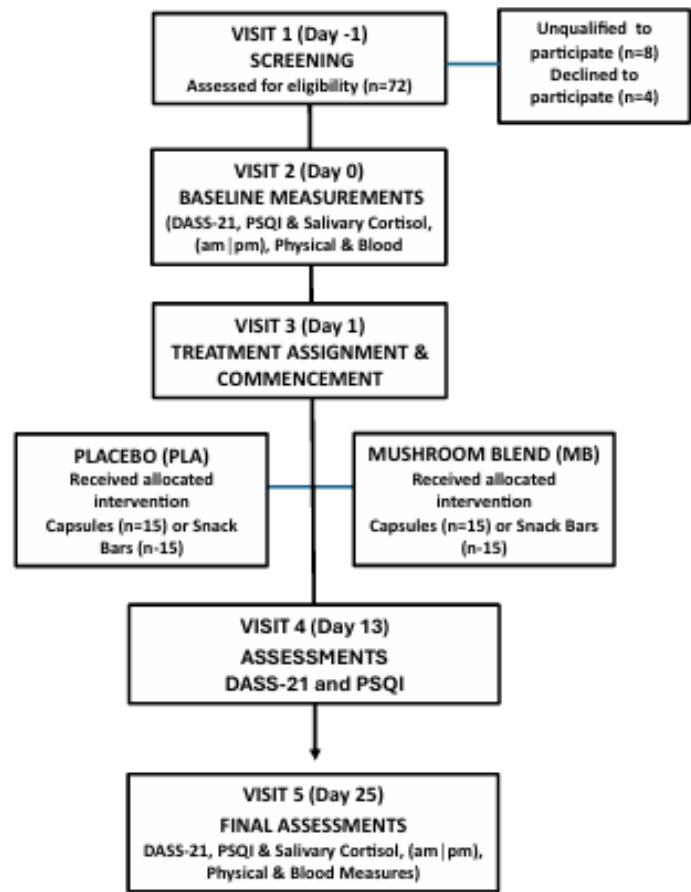 VISIT 1 (Day -1)
SCREENING
Assessed for eligibility (n=72)
Unqualified to
participate (n=8)
Declined to
participate (n=4)
VISIT 2 (Day 0)
BASELINE MEASUREMENTS
(DASS-21, PSQI & Salivary Cortisol,
(am|pm), Physical & Blood
VISIT 3 (Day 1)
TREATMENT ASSIGNMENT &
COMMENCEMENT
PLACEBO (PLA)
Received allocated
intervention
Capsules (n=15) or Snack
Bars (n-15)
MUSHROOM BLEND (MB)
Received allocated
intervention
Capsules (n=15) or Snack Bars
(n-15)
VISIT 4 (Day 13)
ASSESSMENTS
DASS-21 and PSQI
VISIT 5 (Day 25)
FINAL ASSESSMENTS
DASS-21, PSQI & Salivary Cortisol, (am|pm),
Physical & Blood Measures)